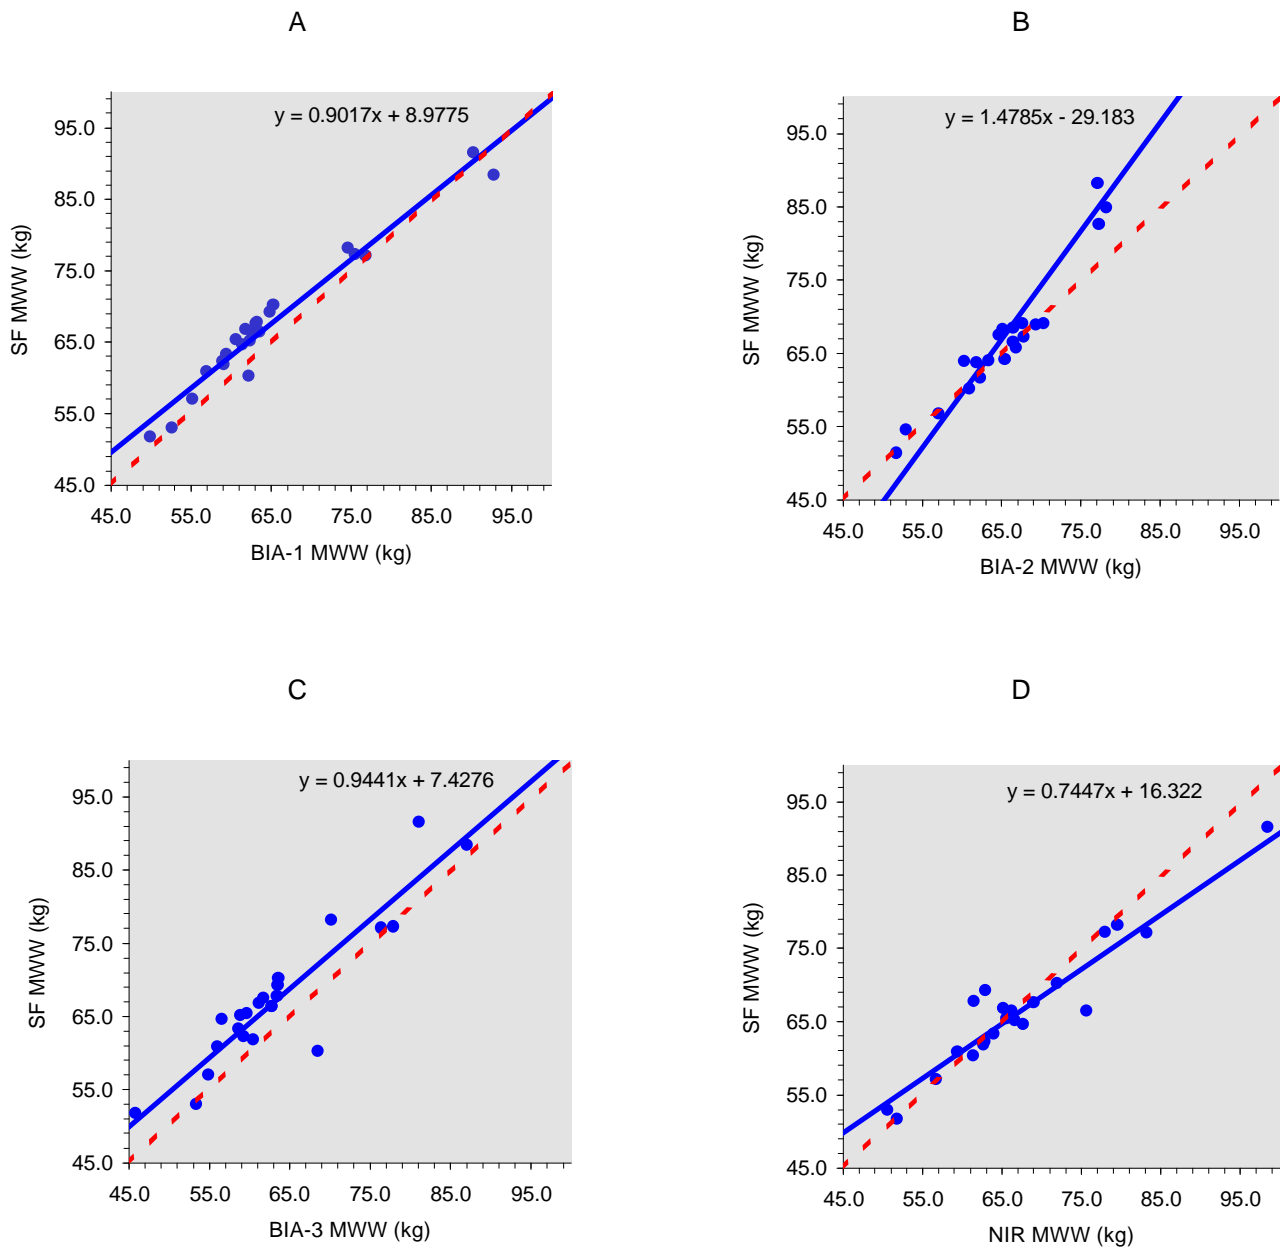 A
y = 0.9017x + 8.9775
95.0
85.0
75.0
65.0
55.0
45.0
SF MWW (kg)
45.0 55.0 65.0 75.0 85.0 95.0
BIA-1 MWW (kg)
B
y = 1.4785x - 29.183
95.0
85.0
75.0
65.0
55.0
45.0
SF MWW (kg)
45.0 55.0 65.0 75.0 85.0 95.0
BIA-2 MWW (kg)
C
y = 0.9441x + 7.4276
95.0
85.0
75.0
65.0
55.0
45.0
SF MWW (kg)
45.0 55.0 65.0 75.0 85.0 95.0
BIA-3 MWW (kg)
D
y = 0.7447x + 16.322
95.0
85.0
75.0
65.0
55.0
45.0
SF MWW (kg)
45.0 55.0 65.0 75.0 85.0 95.0
NIR MWW (kg)